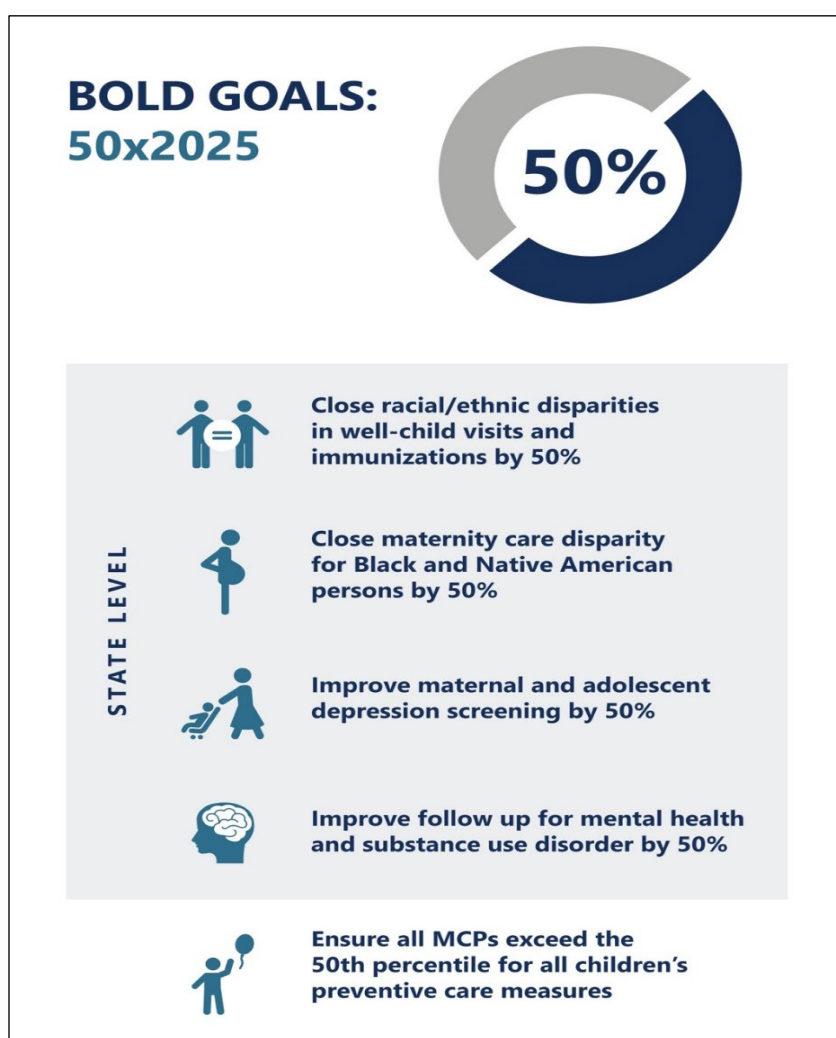 BOLD GOALS:
50x2025
50%
STATE LEVEL
Close racial/ethnic disparities
in well-child visits and
immunizations by 50%
Close maternity care disparity
for Black and Native American
persons by 50%
Improve maternal and adolescent
depression screening by 50%
Improve follow up for mental health
and substance use disorder by 50%
Ensure all MCPs exceed the
50th percentile for all children’s
preventive care measures